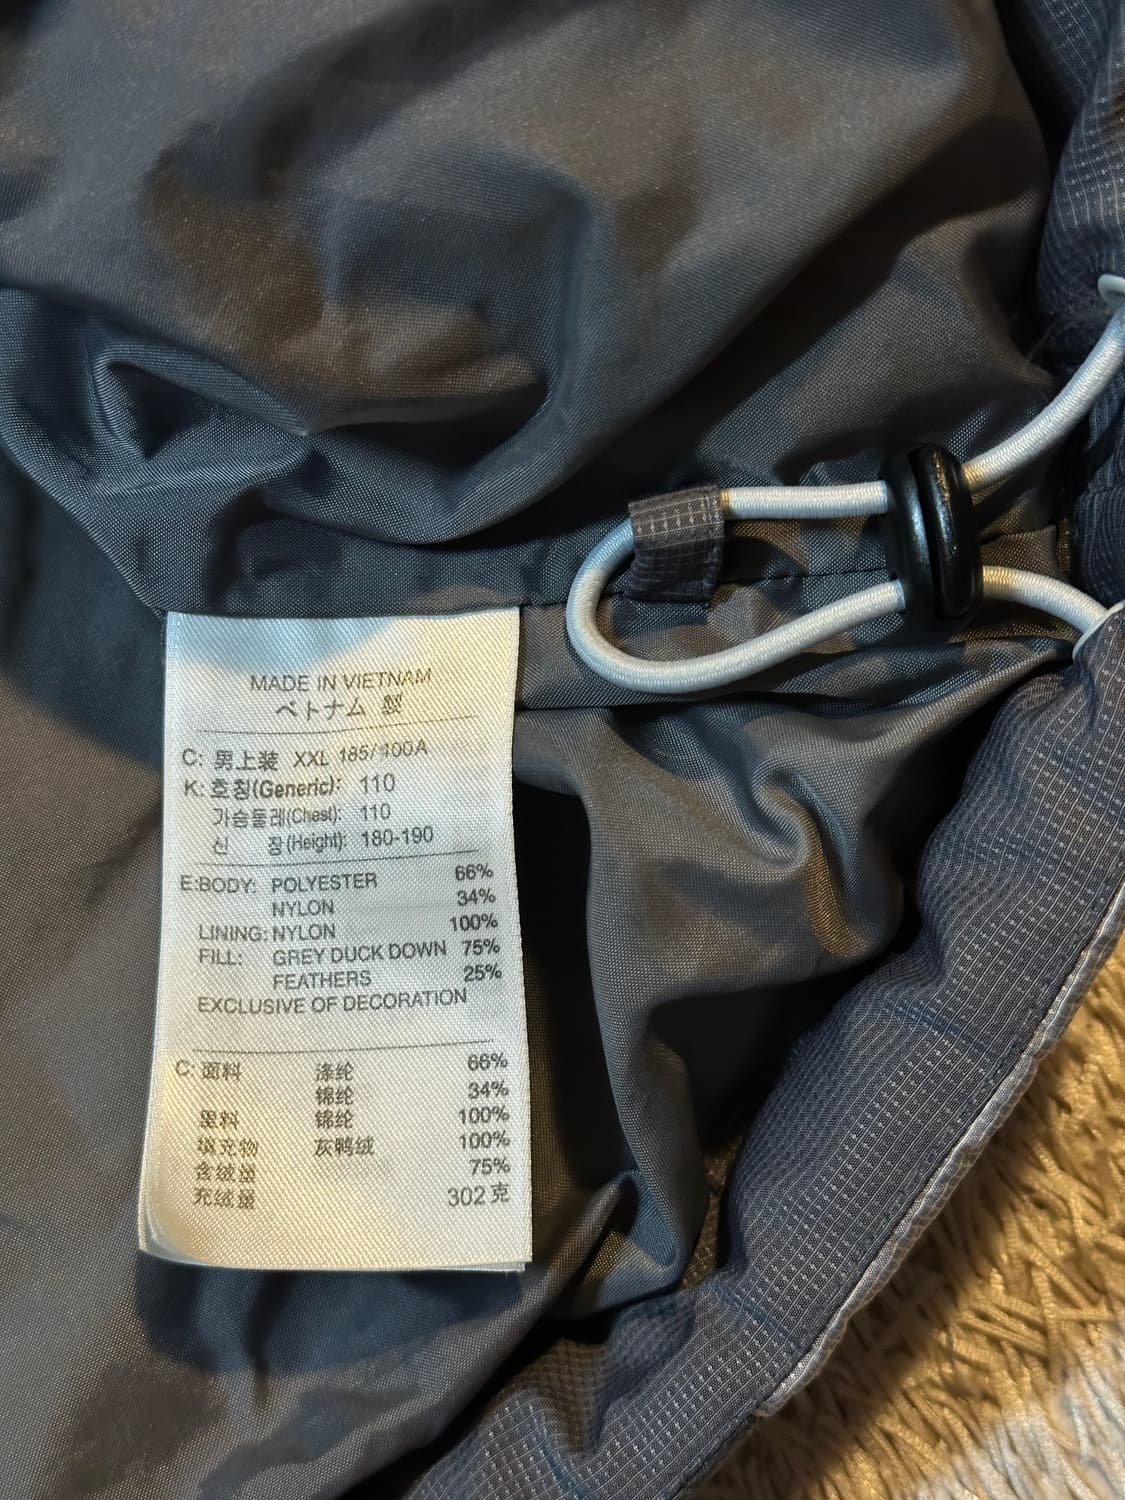 MADE IN VIETNAM
ベトナム 製
C: 男上装 XXL 185/100A
K: 호칭(Generic): 110
가슴둘레(Chest): 110
신 장(Height): 180-190
E:BODY: POLYESTER 66%
NYLON 34%
LINING: NYLON 100%
FILL: GREY DUCK DOWN 75%
FEATHERS 25%
EXCLUSIVE OF DECORATION
C: 面料 涤纶 66%
锦纶 34%
里料 锦纶 100%
填充物 灰鸭绒 100%
含绒量 75%
充绒量 302克